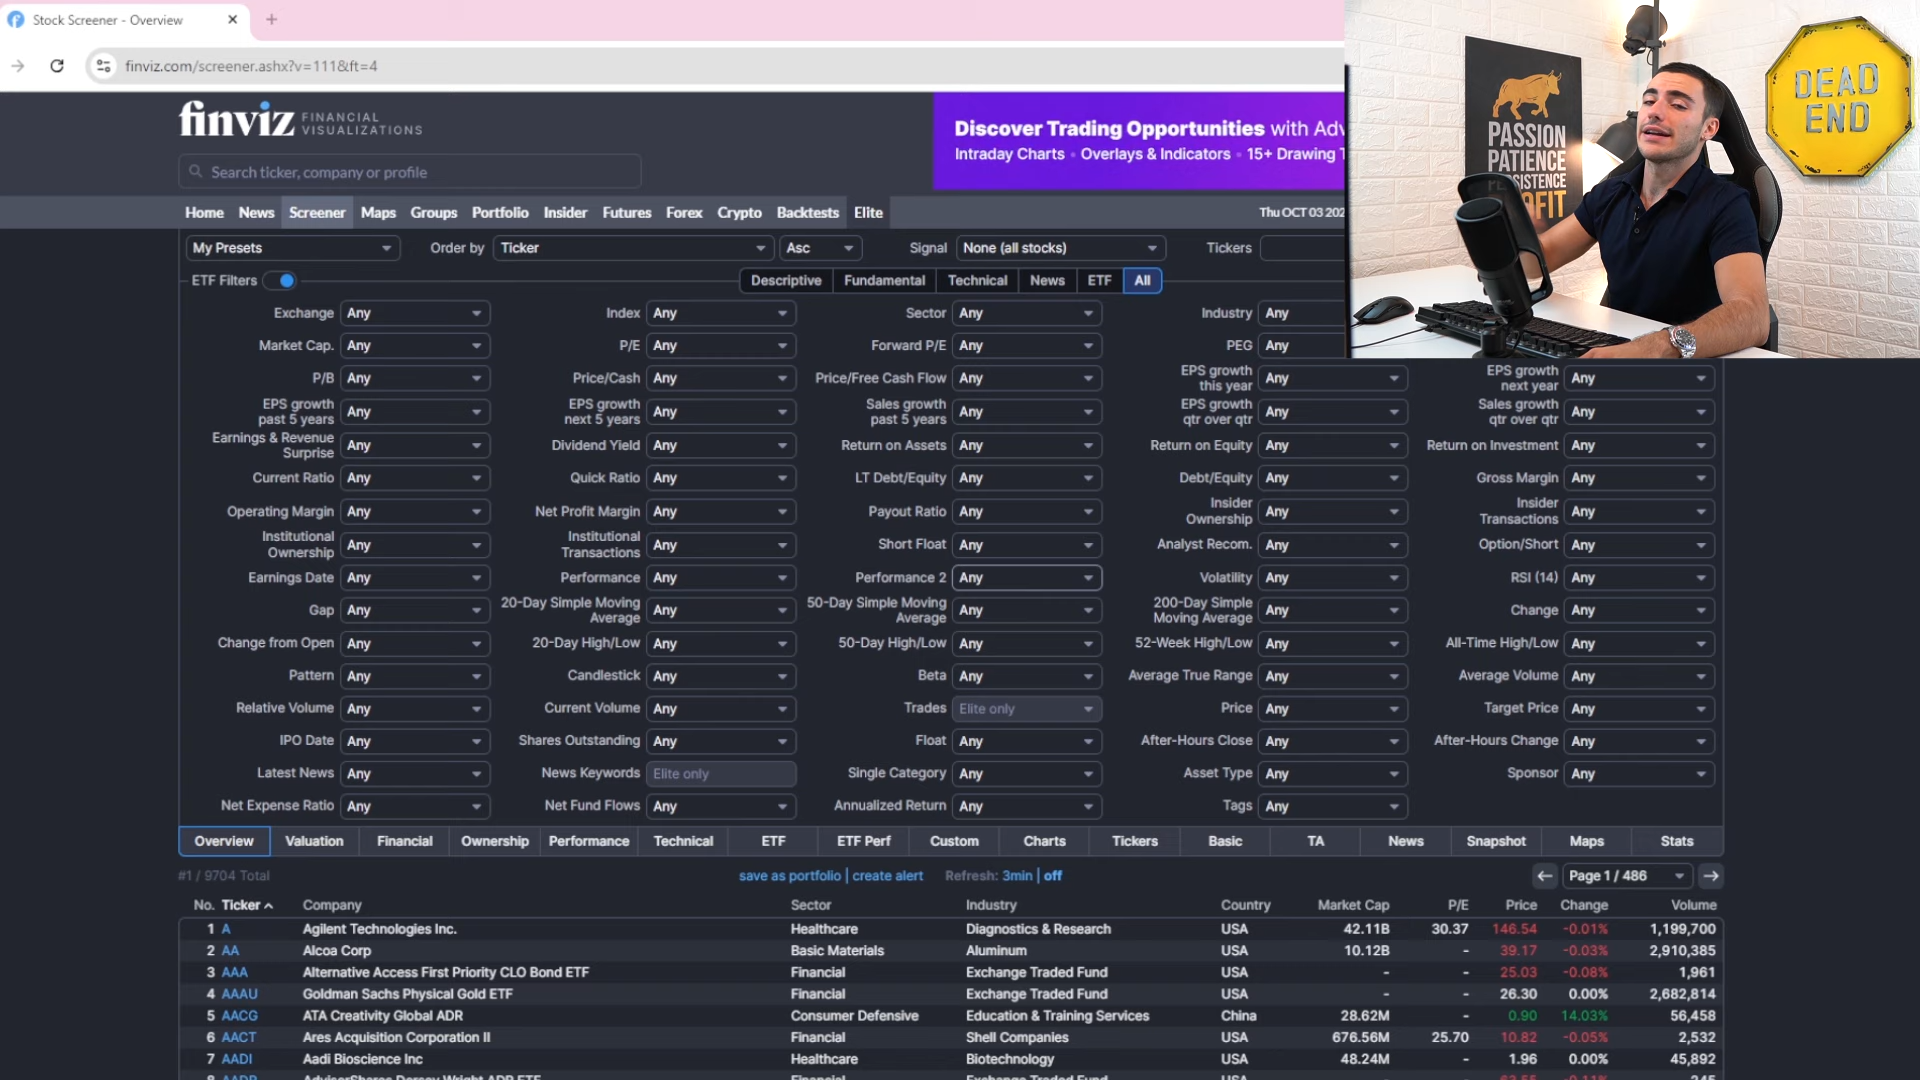 Stock Screener - Overview
finviz.com/screener.ashx?v=111&ft=4
finviz FINANCIAL VISUALIZATIONS
Discover Trading Opportunities with Adv
Intraday Charts • Overlays & Indicators • 15+ Drawing T
Search ticker, company or profile
Home News Screener Maps Groups Portfolio Insider Futures Forex Crypto Backtests Elite Thu OCT 03 202
My Presets Order by Ticker Asc Signal None (all stocks) Tickers
ETF Filters Descriptive Fundamental Technical News ETF All
Exchange Any Index Any Sector Any Industry Any
Market Cap. Any P/E Any Forward P/E Any PEG Any
P/B Any Price/Cash Any Price/Free Cash Flow Any EPS growth this year Any EPS growth next year Any
EPS growth past 5 years Any EPS growth next 5 years Any Sales growth past 5 years Any EPS growth qtr over qtr Any Sales growth qtr over qtr Any
Earnings & Revenue Surprise Any Dividend Yield Any Return on Assets Any Return on Equity Any Return on Investment Any
Current Ratio Any Quick Ratio Any LT Debt/Equity Any Debt/Equity Any Gross Margin Any
Operating Margin Any Net Profit Margin Any Payout Ratio Any Insider Ownership Any Insider Transactions Any
Institutional Ownership Any Institutional Transactions Any Short Float Any Analyst Recom. Any Option/Short Any
Earnings Date Any Performance Any Performance 2 Any Volatility Any RSI (14) Any
Gap Any 20-Day Simple Moving Average Any 50-Day Simple Moving Average Any 200-Day Simple Moving Average Any Change Any
Change from Open Any 20-Day High/Low Any 50-Day High/Low Any 52-Week High/Low Any All-Time High/Low Any
Pattern Any Candlestick Any Beta Any Average True Range Any Average Volume Any
Relative Volume Any Current Volume Any Trades Elite only Price Any Target Price Any
IPO Date Any Shares Outstanding Any Float Any After-Hours Close Any After-Hours Change Any
Latest News Any News Keywords Elite only Single Category Any Asset Type Any Sponsor Any
Net Expense Ratio Any Net Fund Flows Any Annualized Return Any Tags Any
Overview Valuation Financial Ownership Performance Technical ETF ETF Perf Custom Charts Tickers Basic TA News Snapshot Maps Stats
#1 / 9704 Total save as portfolio | create alert Refresh: 3min | off Page 1 / 486
No. Ticker Company Sector Industry Country Market Cap P/E Price Change Volume
1 A Agilent Technologies Inc. Healthcare Diagnostics & Research USA 42.11B 30.37 146.54 -0.01% 1,199,700
2 AA Alcoa Corp Basic Materials Aluminum USA 10.12B - 39.17 -0.03% 2,910,385
3 AAA Alternative Access First Priority CLO Bond ETF Financial Exchange Traded Fund USA - - 25.03 -0.08% 1,961
4 AAAU Goldman Sachs Physical Gold ETF Financial Exchange Traded Fund USA - - 26.30 0.00% 2,682,814
5 AACG ATA Creativity Global ADR Consumer Defensive Education & Training Services China 28.62M - 0.90 14.03% 56,458
6 AACT Ares Acquisition Corporation II Financial Shell Companies USA 676.56M 25.70 10.82 -0.05% 2,532
7 AADI Aadi Bioscience Inc Healthcare Biotechnology USA 48.24M - 1.96 0.00% 45,892
PASSION
PATIENCE
SISTENCE
FIT
DEAD
END